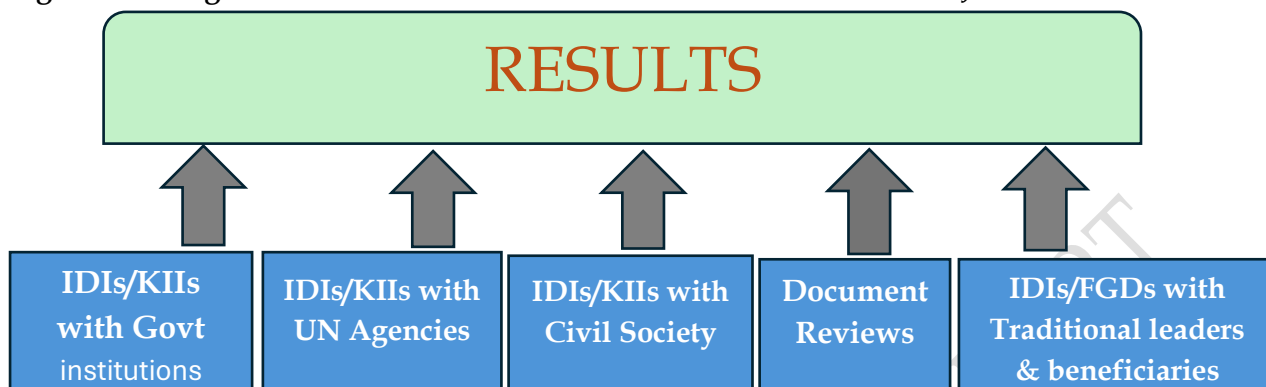 RESULTS
IDIs/KIIs
with Govt
institutions
IDIs/KIIs with
UN Agencies
IDIs/KIIs with
Civil Society
Document
Reviews
IDIs/FGDs with
Traditional leaders
& beneficiaries